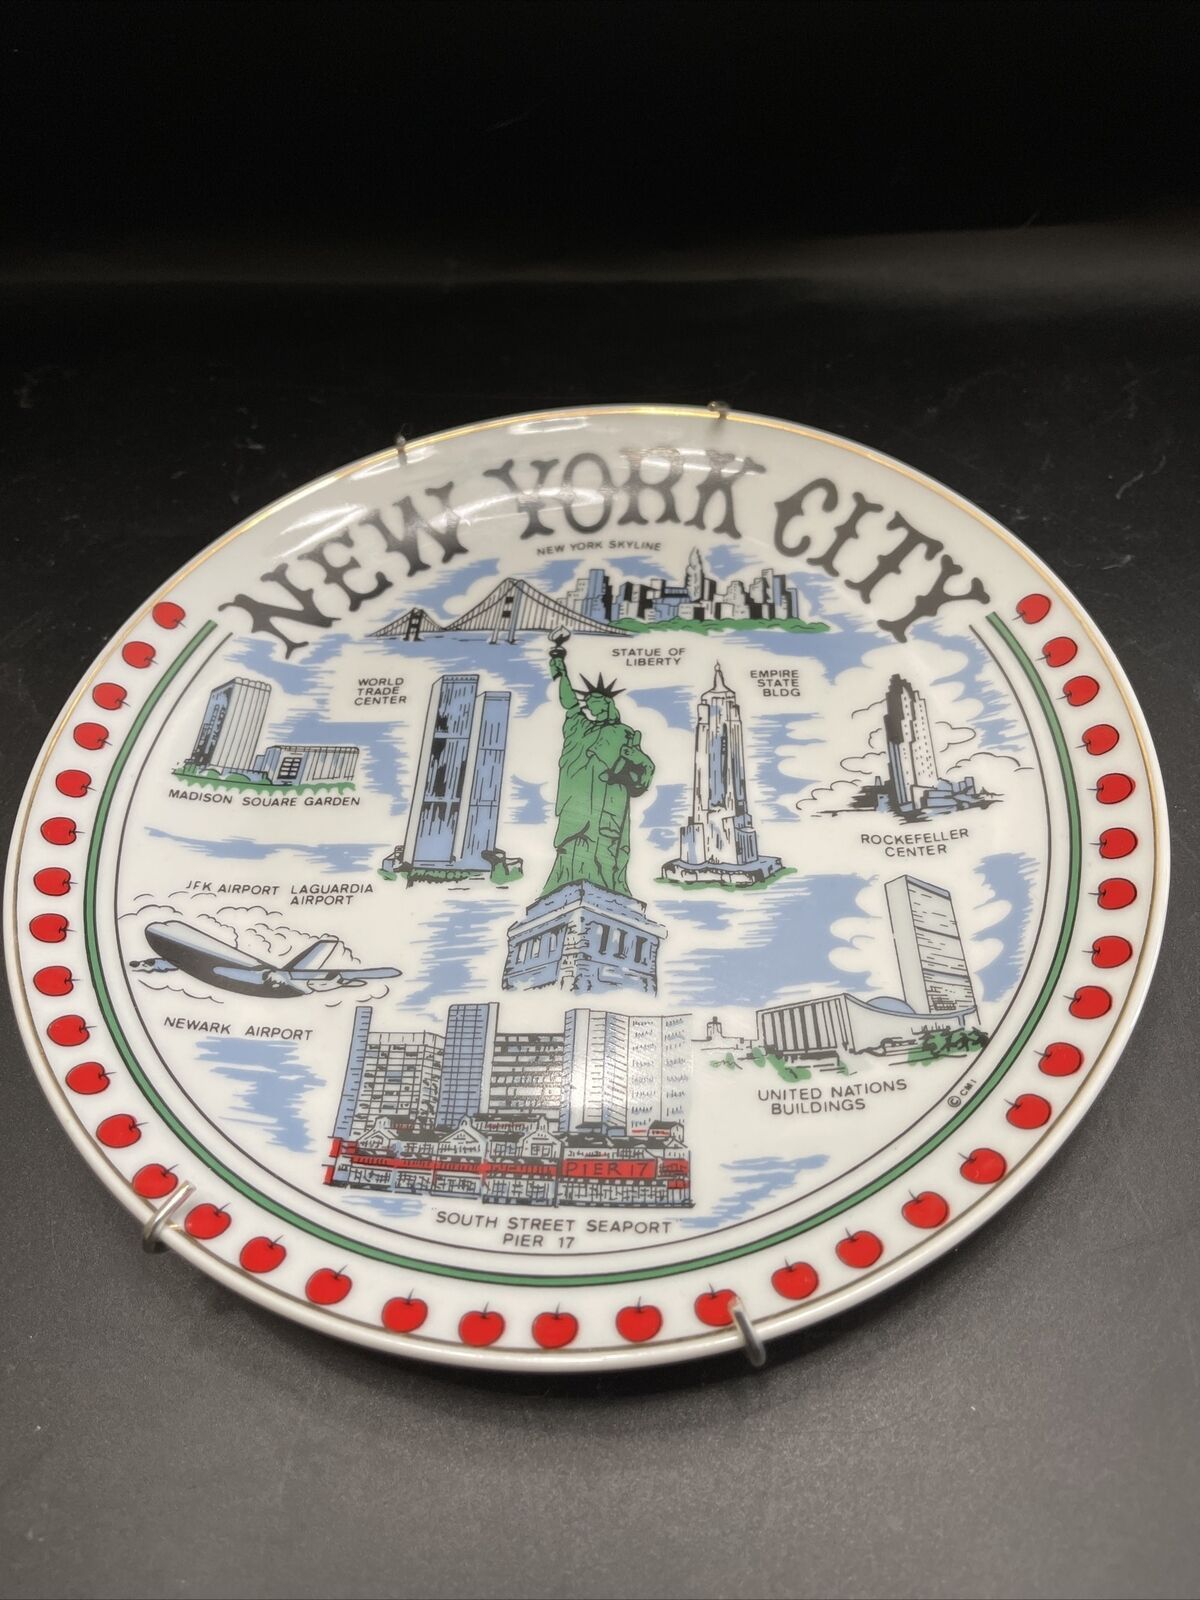 NEW YORK CITY
NEW YORK SKYLINE
STATUE OF
LIBERTY
WORLD
TRADE
CENTER
EMPIRE
STATE
BLDG
MADISON SQUARE GARDEN
ROCKEFELLER
CENTER
JFK AIRPORT LAGUARDIA
AIRPORT
NEWARK AIRPORT
UNITED NATIONS
BUILDINGS
© CMI
PIER 17
"SOUTH STREET SEAPORT"
PIER 17